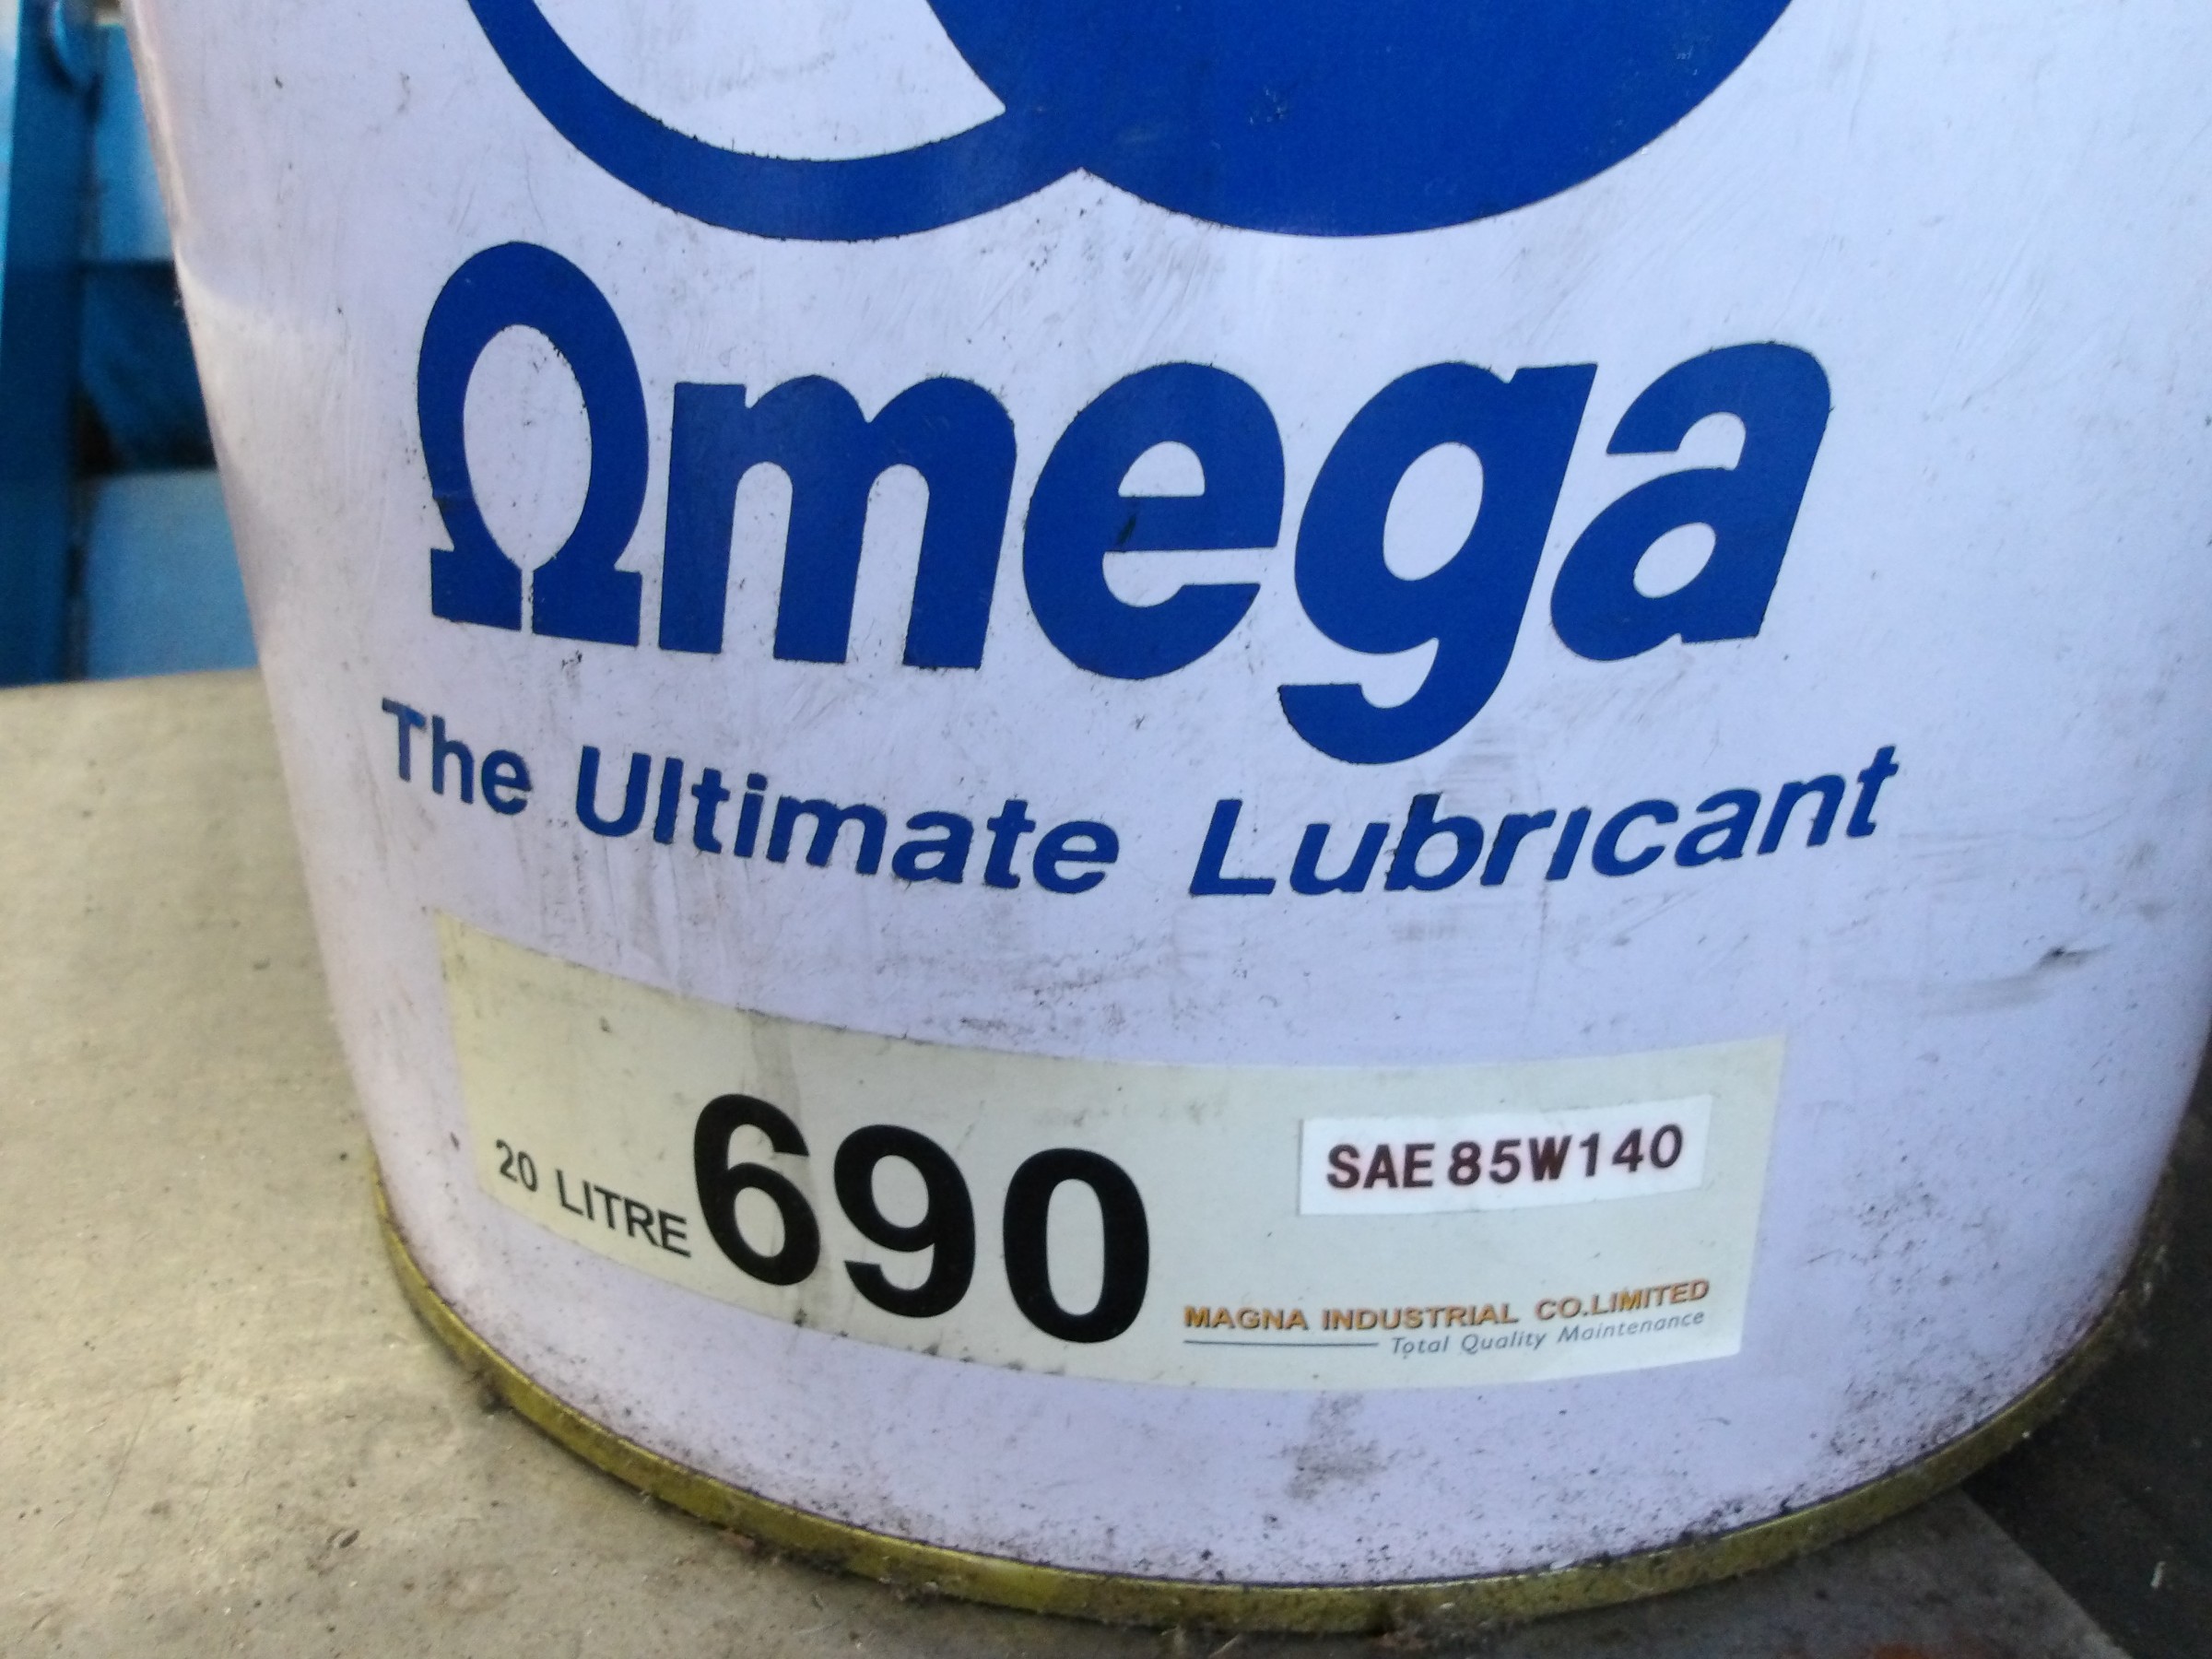 Ωmega
The Ultimate Lubricant
20 LITRE 690 SAE 85W140
MAGNA INDUSTRIAL CO.LIMITED
Total Quality Maintenance